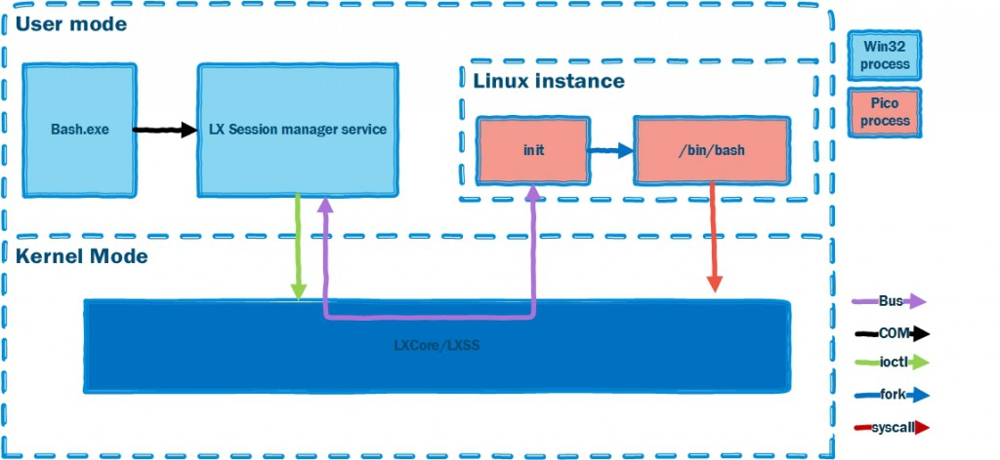 User mode
Bash.exe
LX Session manager service
Linux instance
init
/bin/bash
Win32
process
Pico
process
Kernel Mode
LXCore/LXSS
Bus
COM
ioctl
fork
syscall